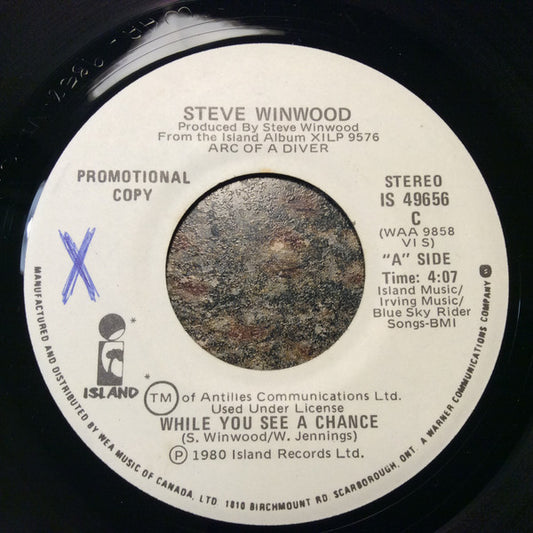 STEVE WINWOOD
Produced By Steve Winwood
From the Island Album XILP 9576
ARC OF A DIVER
PROMOTIONAL
COPY
STEREO
IS 49656
C
(WAA 9858
VI S)
"A" SIDE
Time: 4:07
Island Music/
Irving Music/
Blue Sky Rider
Songs-BMI
X
ISLAND
TM of Antilles Communications Ltd.
Used Under License
WHILE YOU SEE A CHANCE
(S. Winwood/W. Jennings)
℗ 1980 Island Records Ltd.
MANUFACTURED AND DISTRIBUTED BY WEA MUSIC OF CANADA, LTD 1810 BIRCHMOUNT RD SCARBOROUGH, ONT. A WARNER COMMUNICATIONS COMPANY